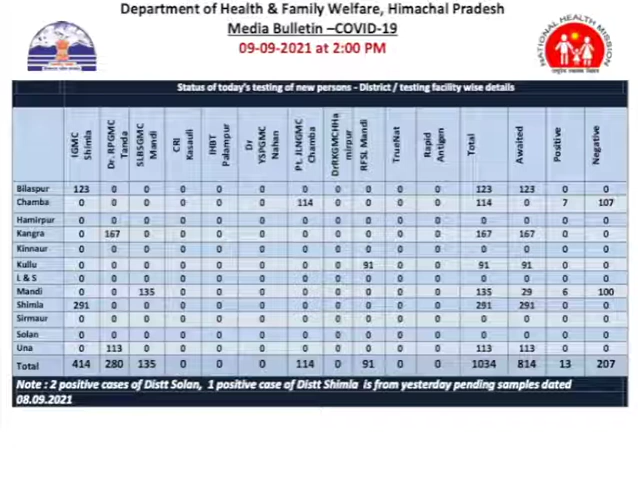 Department of Health & Family Welfare, Himachal Pradesh
Media Bulletin –COVID-19
09-09-2021 at 2:00 PM
NATIONAL HEALTH MISSION
Status of today's testing of new persons - District / testing facility wise details
IGMC Shimla Dr. RPGMC Tanda SLBSGMC Mandi CRI Kasauli IHBT Palampur Dr YSPGMC Nahan Pt. JLNGMC Chamba DrRKGMCHHa mirpur RFSL Mandi TrueNat Rapid Antigen Total Awaited Positive Negative
Bilaspur 123 0 0 0 0 0 0 0 0 0 0 123 123 0 0
Chamba 0 0 0 0 0 0 114 0 0 0 0 114 0 7 107
Hamirpur 0 0 0 0 0 0 0 0 0 0 0 0 0 0 0
Kangra 0 167 0 0 0 0 0 0 0 0 0 167 167 0 0
Kinnaur 0 0 0 0 0 0 0 0 0 0 0 0 0 0 0
Kullu 0 0 0 0 0 0 0 0 91 0 0 91 91 0 0
L & S 0 0 0 0 0 0 0 0 0 0 0 0 0 0 0
Mandi 0 0 135 0 0 0 0 0 0 0 0 135 29 6 100
Shimla 291 0 0 0 0 0 0 0 0 0 0 291 291 0 0
Sirmaur 0 0 0 0 0 0 0 0 0 0 0 0 0 0 0
Solan 0 0 0 0 0 0 0 0 0 0 0 0 0 0 0
Una 0 113 0 0 0 0 0 0 0 0 0 113 113 0 0
Total 414 280 135 0 0 0 114 0 91 0 0 1034 814 13 207
Note : 2 positive cases of Distt Solan, 1 positive case of Distt Shimla is from yesterday pending samples dated
08.09.2021